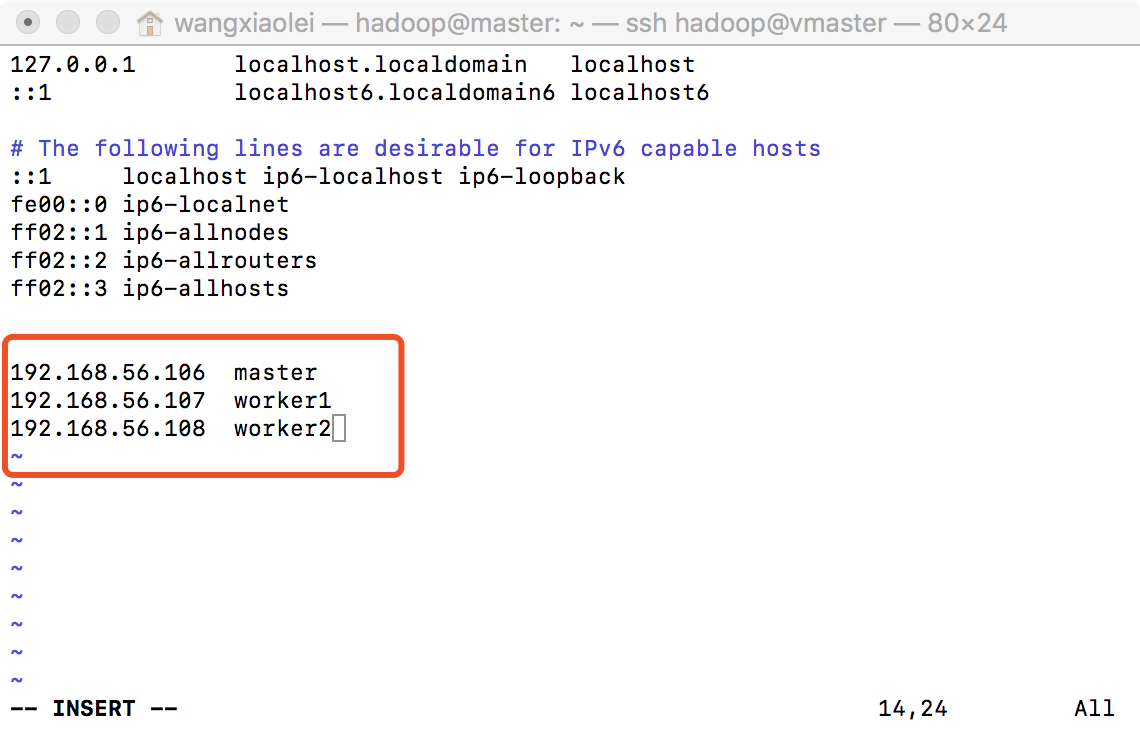 wangxiaolei — hadoop@master: ~ — ssh hadoop@vmaster — 80×24
127.0.0.1       localhost.localdomain   localhost
::1             localhost6.localdomain6 localhost6
# The following lines are desirable for IPv6 capable hosts
::1     localhost ip6-localhost ip6-loopback
fe00::0 ip6-localnet
ff02::1 ip6-allnodes
ff02::2 ip6-allrouters
ff02::3 ip6-allhosts
192.168.56.106  master
192.168.56.107  worker1
192.168.56.108  worker2
~
~
~
~
~
~
~
~
~
-- INSERT --                                                  14,24         All